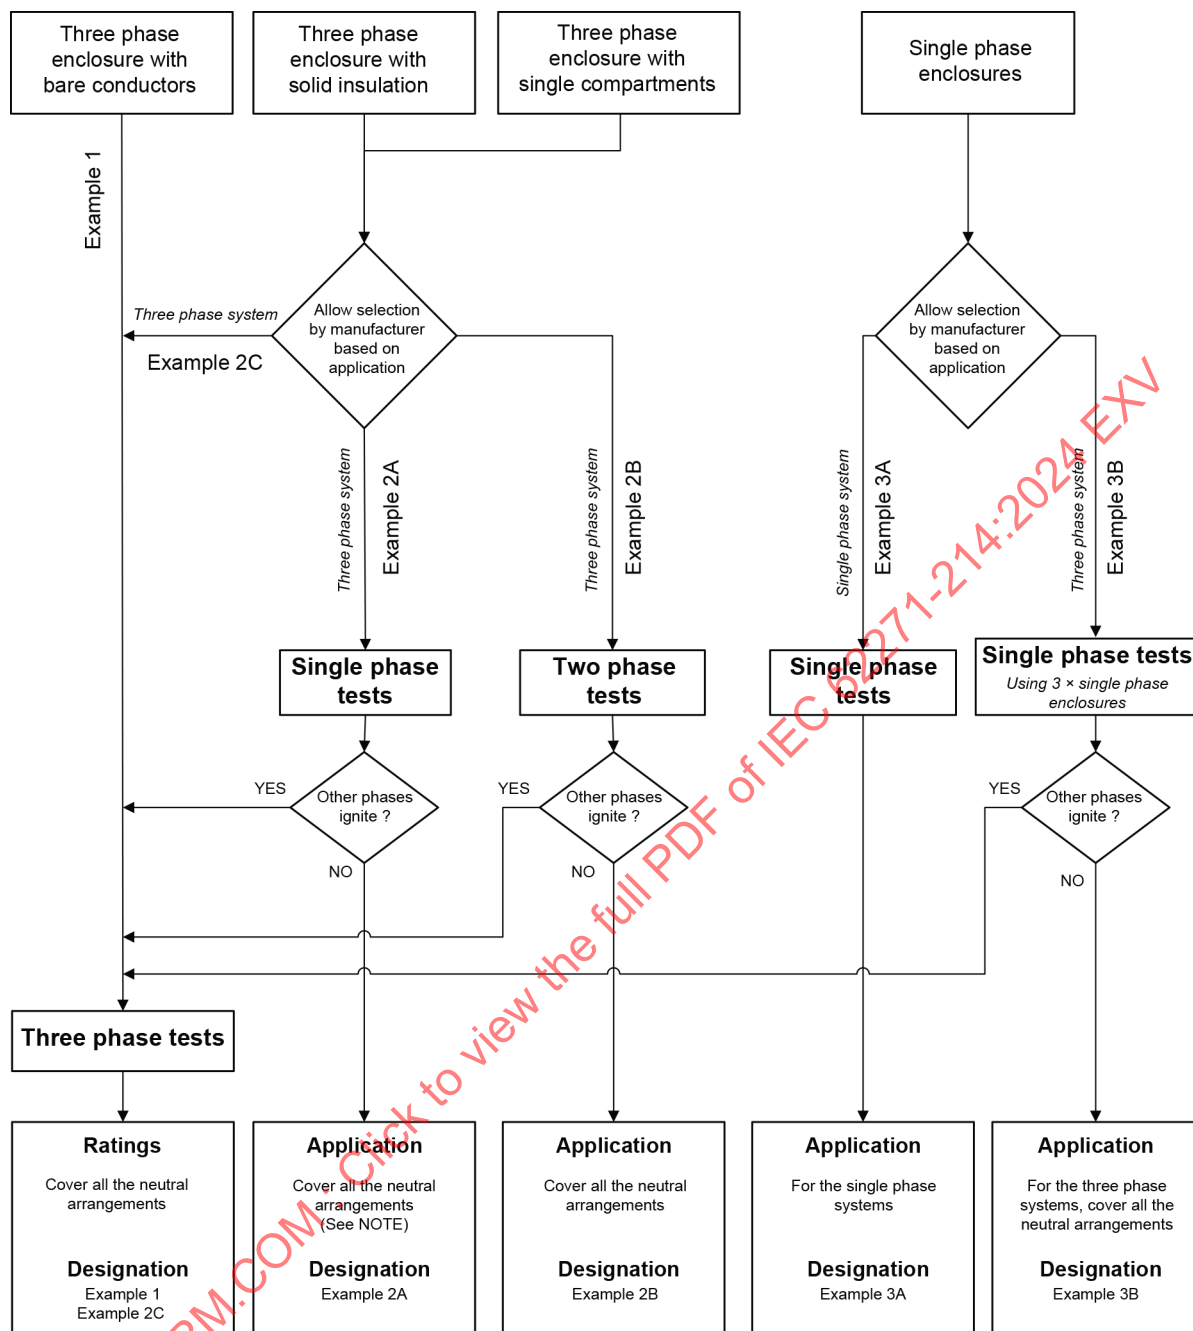 Three phase
enclosure with
bare conductors
Three phase
enclosure with
solid insulation
Three phase
enclosure with
single compartments
Single phase
enclosures
Example 1
Allow selection
by manufacturer
based on
application
Allow selection
by manufacturer
based on
application
Three phase system
Example 2C
Three phase system
Example 2A
Three phase system
Example 2B
Single phase system
Example 3A
Three phase system
Example 3B
Single phase
tests
Two phase
tests
Single phase
tests
Single phase tests
Using 3 × single phase
enclosures
YES
Other phases
ignite ?
NO
YES
Other phases
ignite ?
NO
YES
Other phases
ignite ?
NO
Three phase tests
Ratings
Cover all the neutral
arrangements
Designation
Example 1
Example 2C
Application
Cover all the neutral
arrangements
(See NOTE)
Designation
Example 2A
Application
Cover all the neutral
arrangements
Designation
Example 2B
Application
For the single phase
systems
Designation
Example 3A
Application
For the three phase
systems, cover all the
neutral arrangements
Designation
Example 3B
RM.COM : Click to view the full PDF of IEC 62271-214:2024 EXV